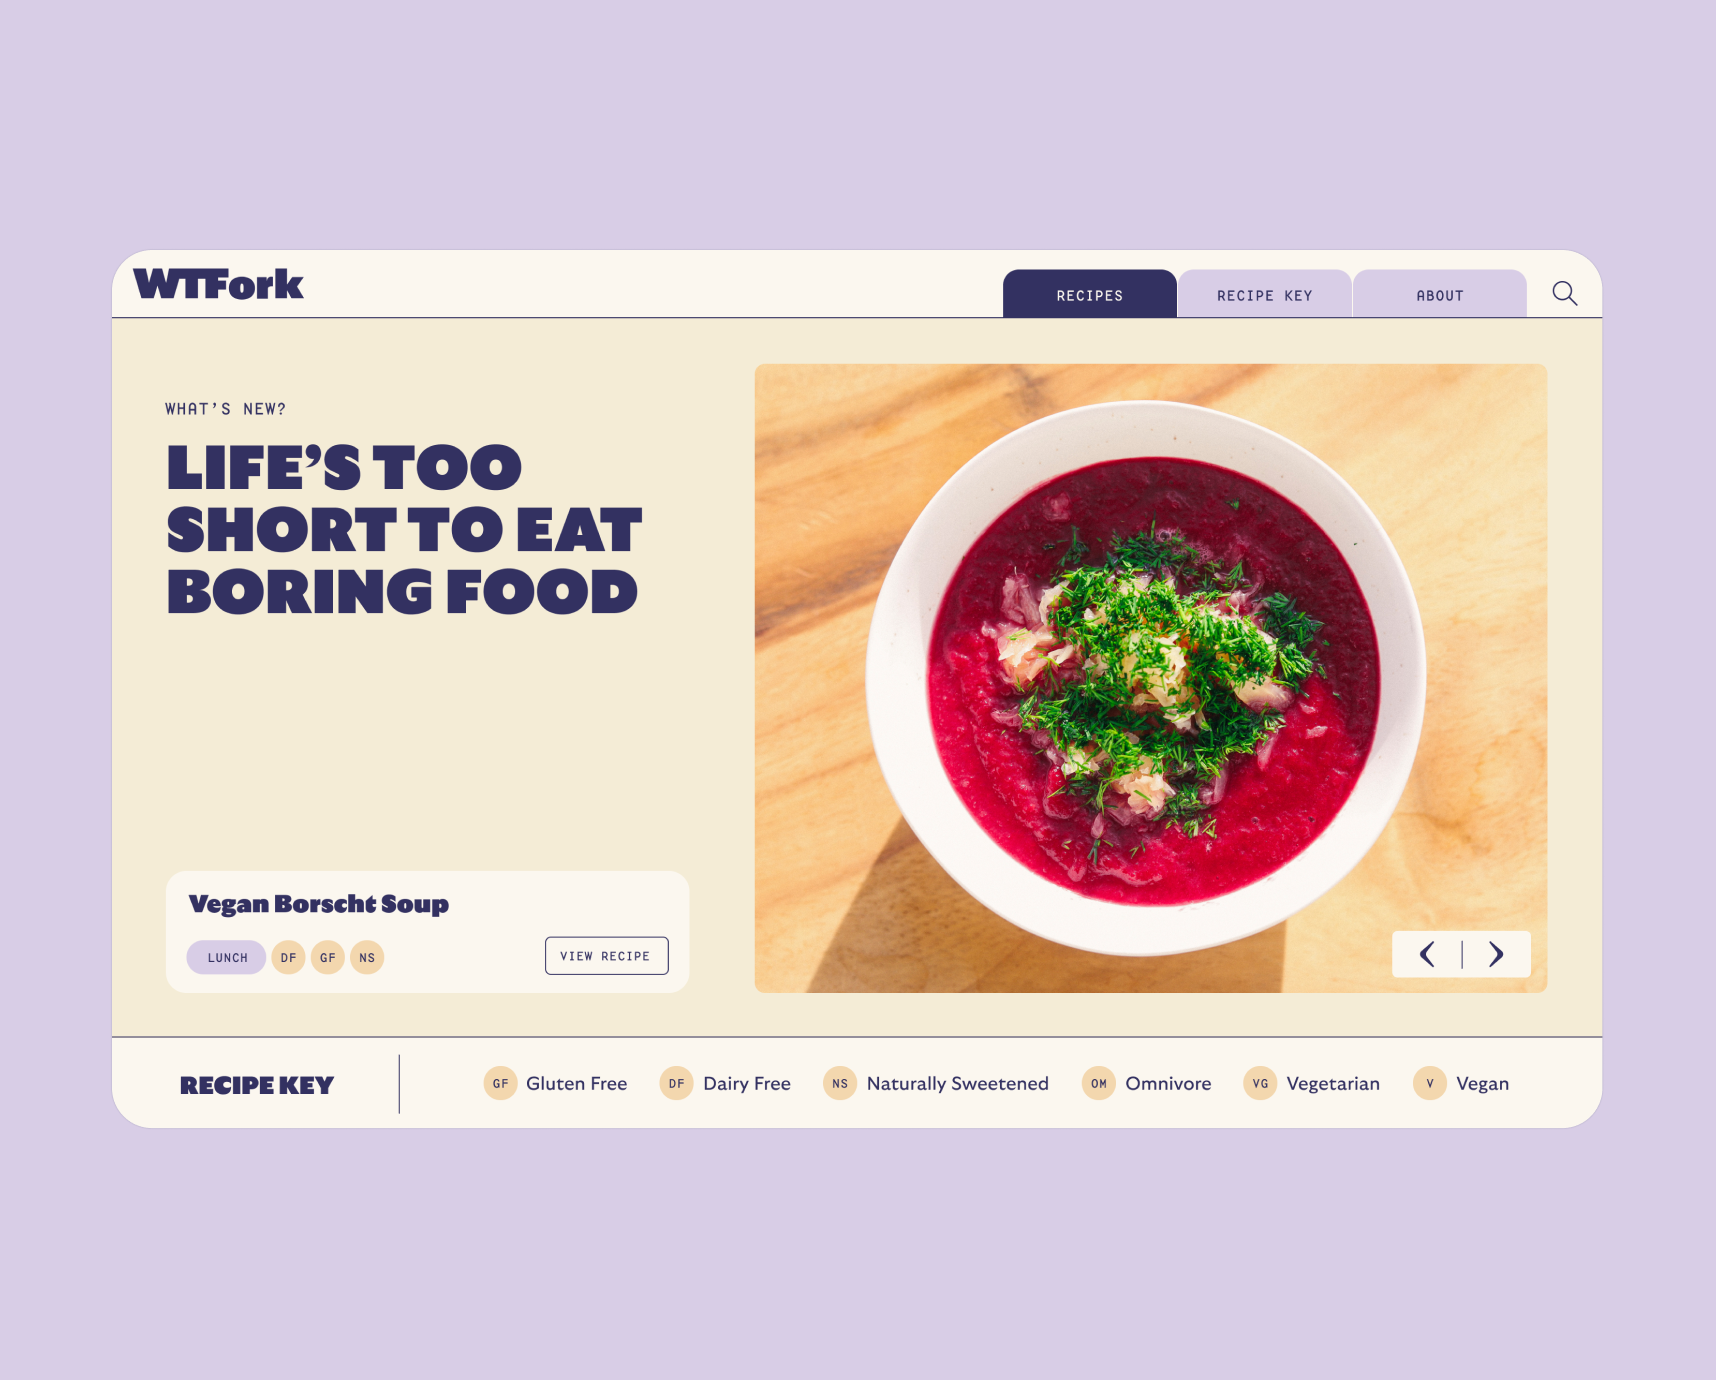 WTFork
RECIPES
RECIPE KEY
ABOUT
WHAT’S NEW?
LIFE’S TOO
SHORT TO EAT
BORING FOOD
Vegan Borscht Soup
LUNCH
DF
GF
NS
VIEW RECIPE
RECIPE KEY
GF Gluten Free
DF Dairy Free
NS Naturally Sweetened
OM Omnivore
VG Vegetarian
V Vegan